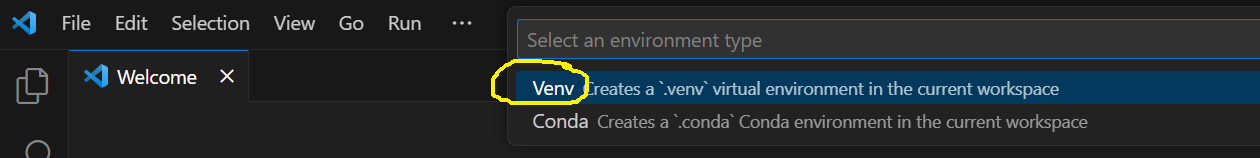 File Edit Selection View Go Run ···
Select an environment type
Welcome ×
Venv Creates a `.venv` virtual environment in the current workspace
Conda Creates a `.conda` Conda environment in the current workspace